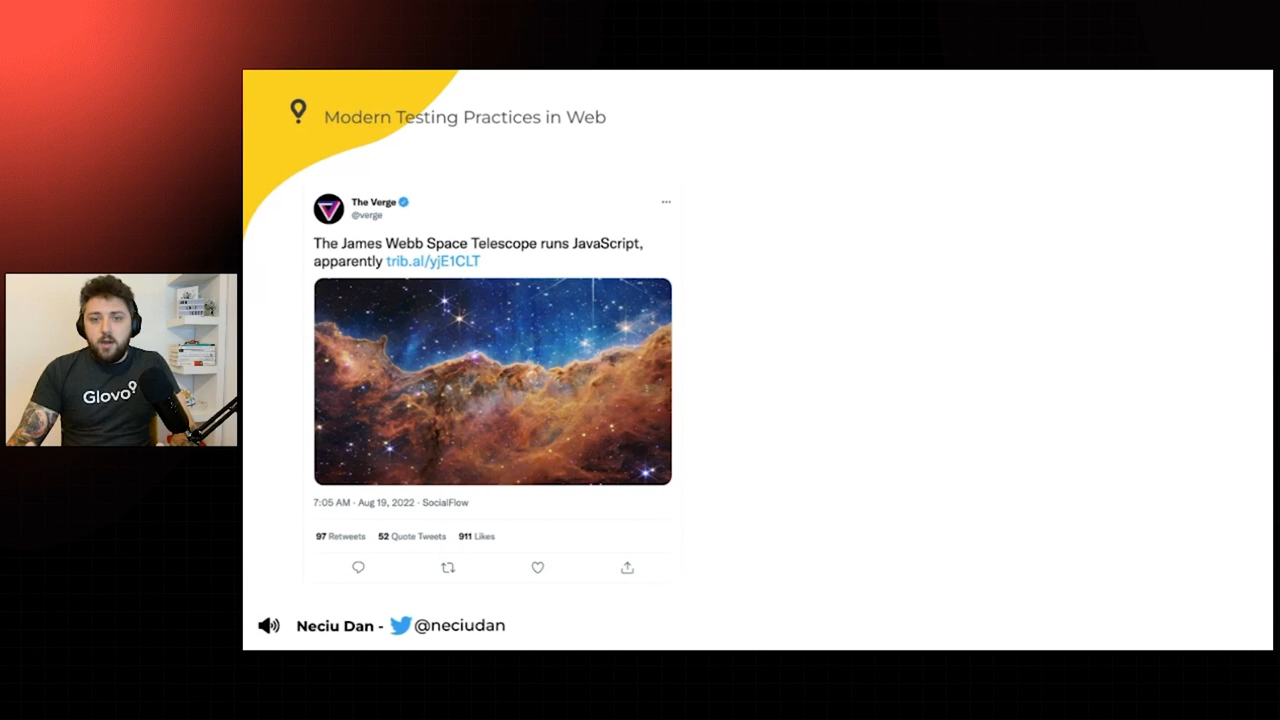 Modern Testing Practices in Web
The Verge
@verge
The James Webb Space Telescope runs JavaScript,
apparently trib.al/yjE1CLT
7:05 AM · Aug 19, 2022 · SocialFlow
97 Retweets 52 Quote Tweets 911 Likes
Glovo
Neciu Dan - @neciudan